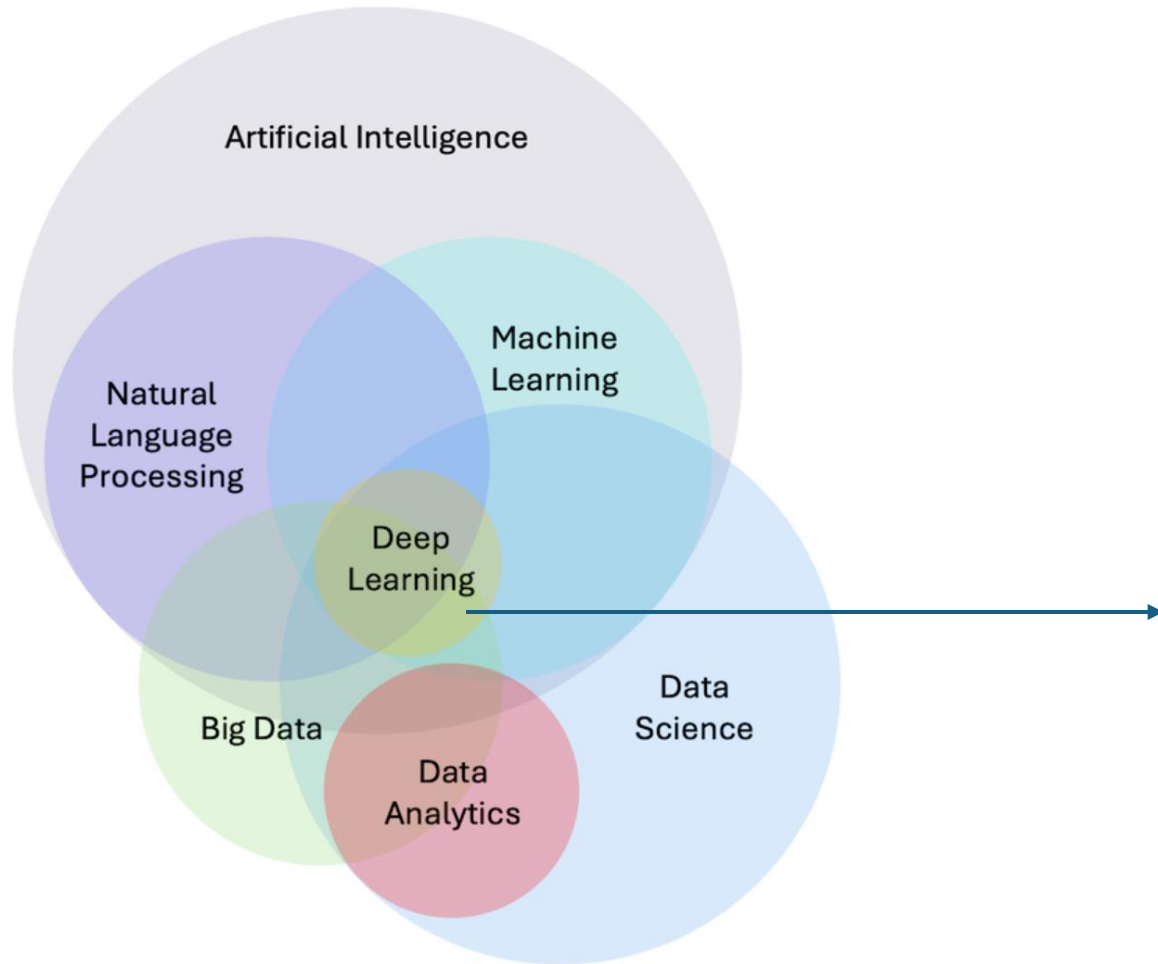 Artificial Intelligence
Machine
Learning
Natural
Language
Processing
Deep
Learning
Data
Science
Big Data
Data
Analytics